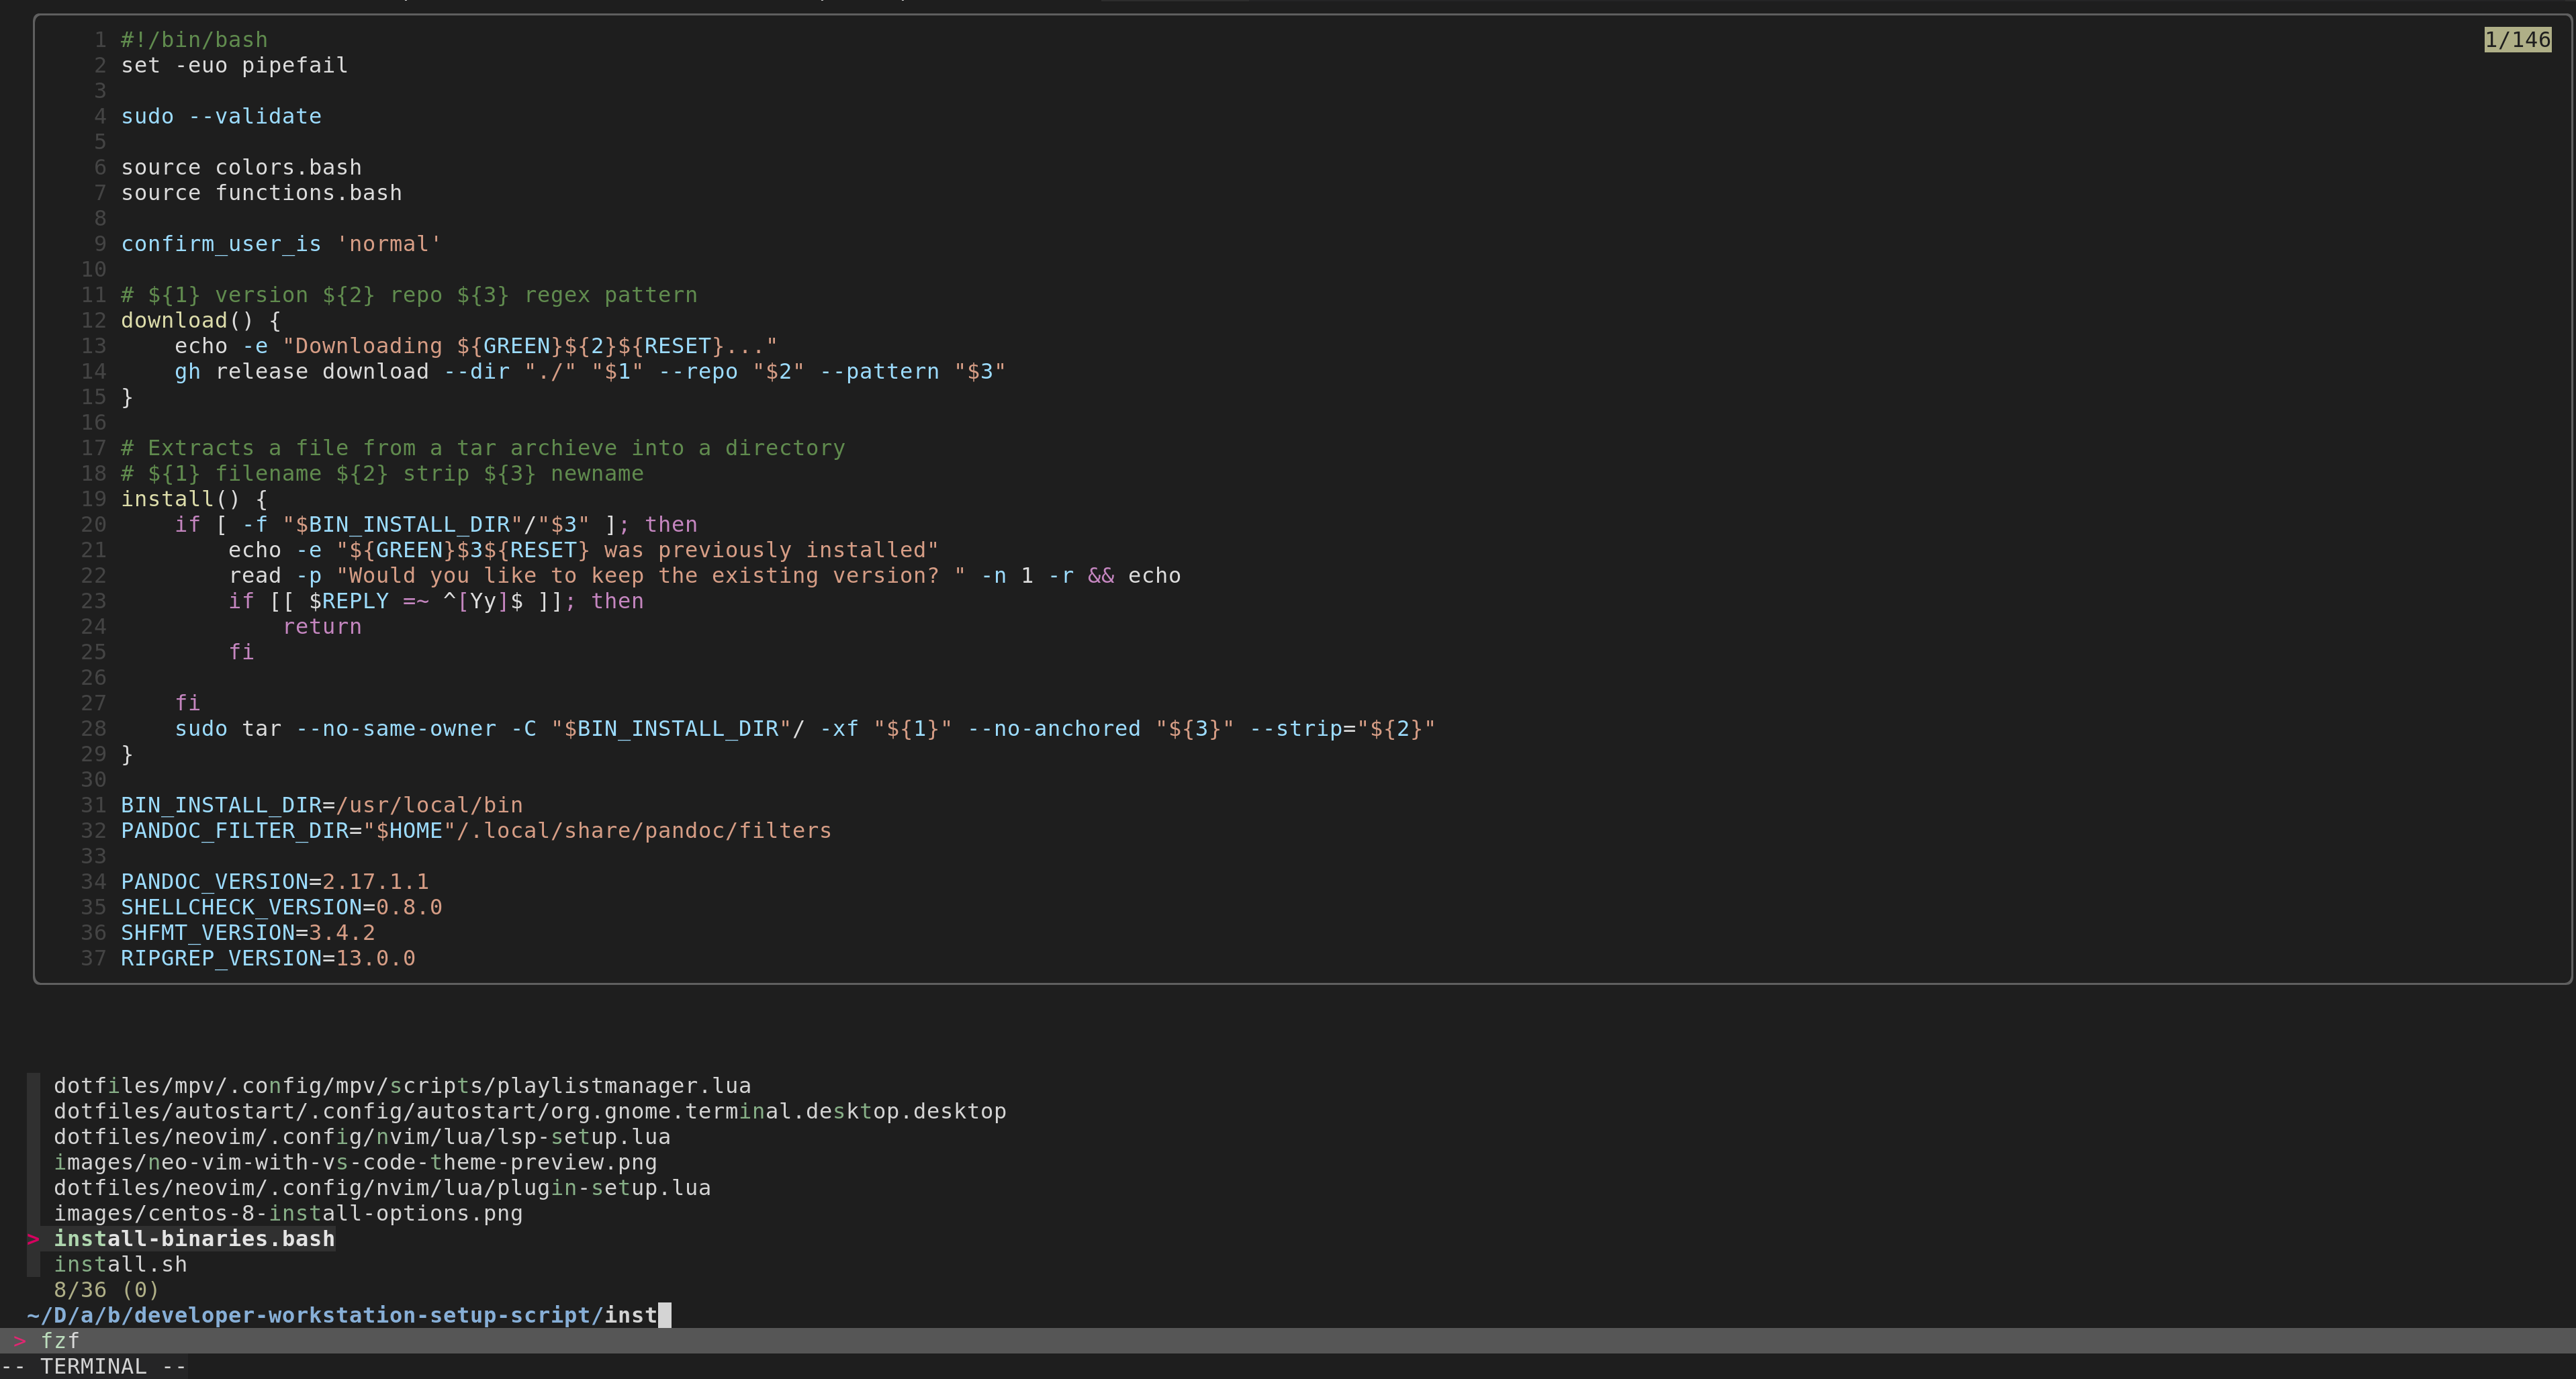 1 #!/bin/bash 1/146
2 set -euo pipefail
3
4 sudo --validate
5
6 source colors.bash
7 source functions.bash
8
9 confirm_user_is 'normal'
10
11 # ${1} version ${2} repo ${3} regex pattern
12 download() {
13     echo -e "Downloading ${GREEN}${2}${RESET}..."
14     gh release download --dir "./" "$1" --repo "$2" --pattern "$3"
15 }
16
17 # Extracts a file from a tar archieve into a directory
18 # ${1} filename ${2} strip ${3} newname
19 install() {
20     if [ -f "$BIN_INSTALL_DIR"/"$3" ]; then
21         echo -e "${GREEN}$3${RESET} was previously installed"
22         read -p "Would you like to keep the existing version? " -n 1 -r && echo
23         if [[ $REPLY =~ ^[Yy]$ ]]; then
24             return
25         fi
26
27     fi
28     sudo tar --no-same-owner -C "$BIN_INSTALL_DIR"/ -xf "${1}" --no-anchored "${3}" --strip="${2}"
29 }
30
31 BIN_INSTALL_DIR=/usr/local/bin
32 PANDOC_FILTER_DIR="$HOME"/.local/share/pandoc/filters
33
34 PANDOC_VERSION=2.17.1.1
35 SHELLCHECK_VERSION=0.8.0
36 SHFMT_VERSION=3.4.2
37 RIPGREP_VERSION=13.0.0
dotfiles/mpv/.config/mpv/scripts/playlistmanager.lua
dotfiles/autostart/.config/autostart/org.gnome.terminal.desktop.desktop
dotfiles/neovim/.config/nvim/lua/lsp-setup.lua
images/neo-vim-with-vs-code-theme-preview.png
dotfiles/neovim/.config/nvim/lua/plugin-setup.lua
images/centos-8-install-options.png
> install-binaries.bash
install.sh
8/36 (0)
~/D/a/b/developer-workstation-setup-script/inst
> fzf
-- TERMINAL --